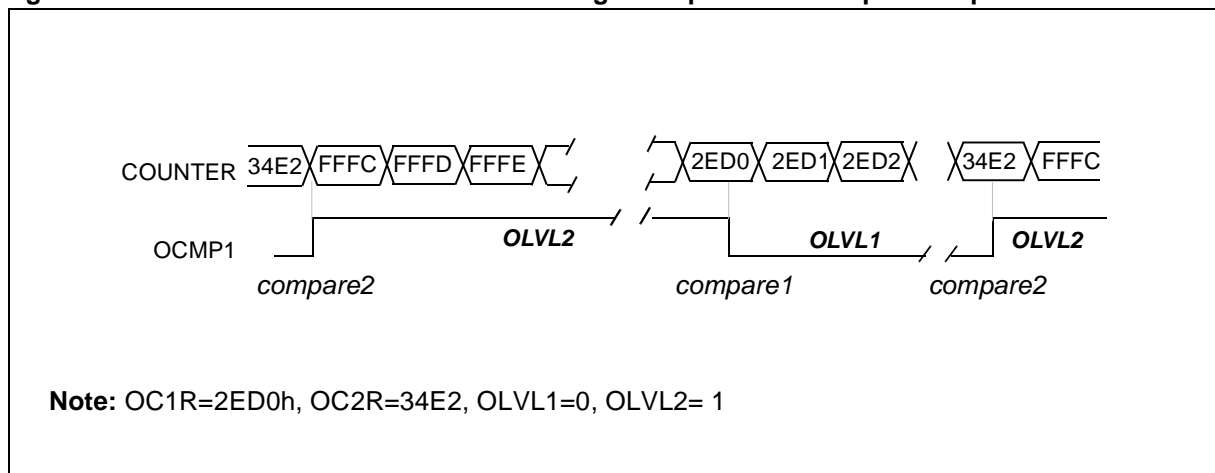 COUNTER 34E2 FFFC FFFD FFFE 2ED0 2ED1 2ED2 34E2 FFFC
OCMP1 OLVL2 OLVL1 OLVL2
compare2 compare1 compare2
Note: OC1R=2ED0h, OC2R=34E2, OLVL1=0, OLVL2= 1